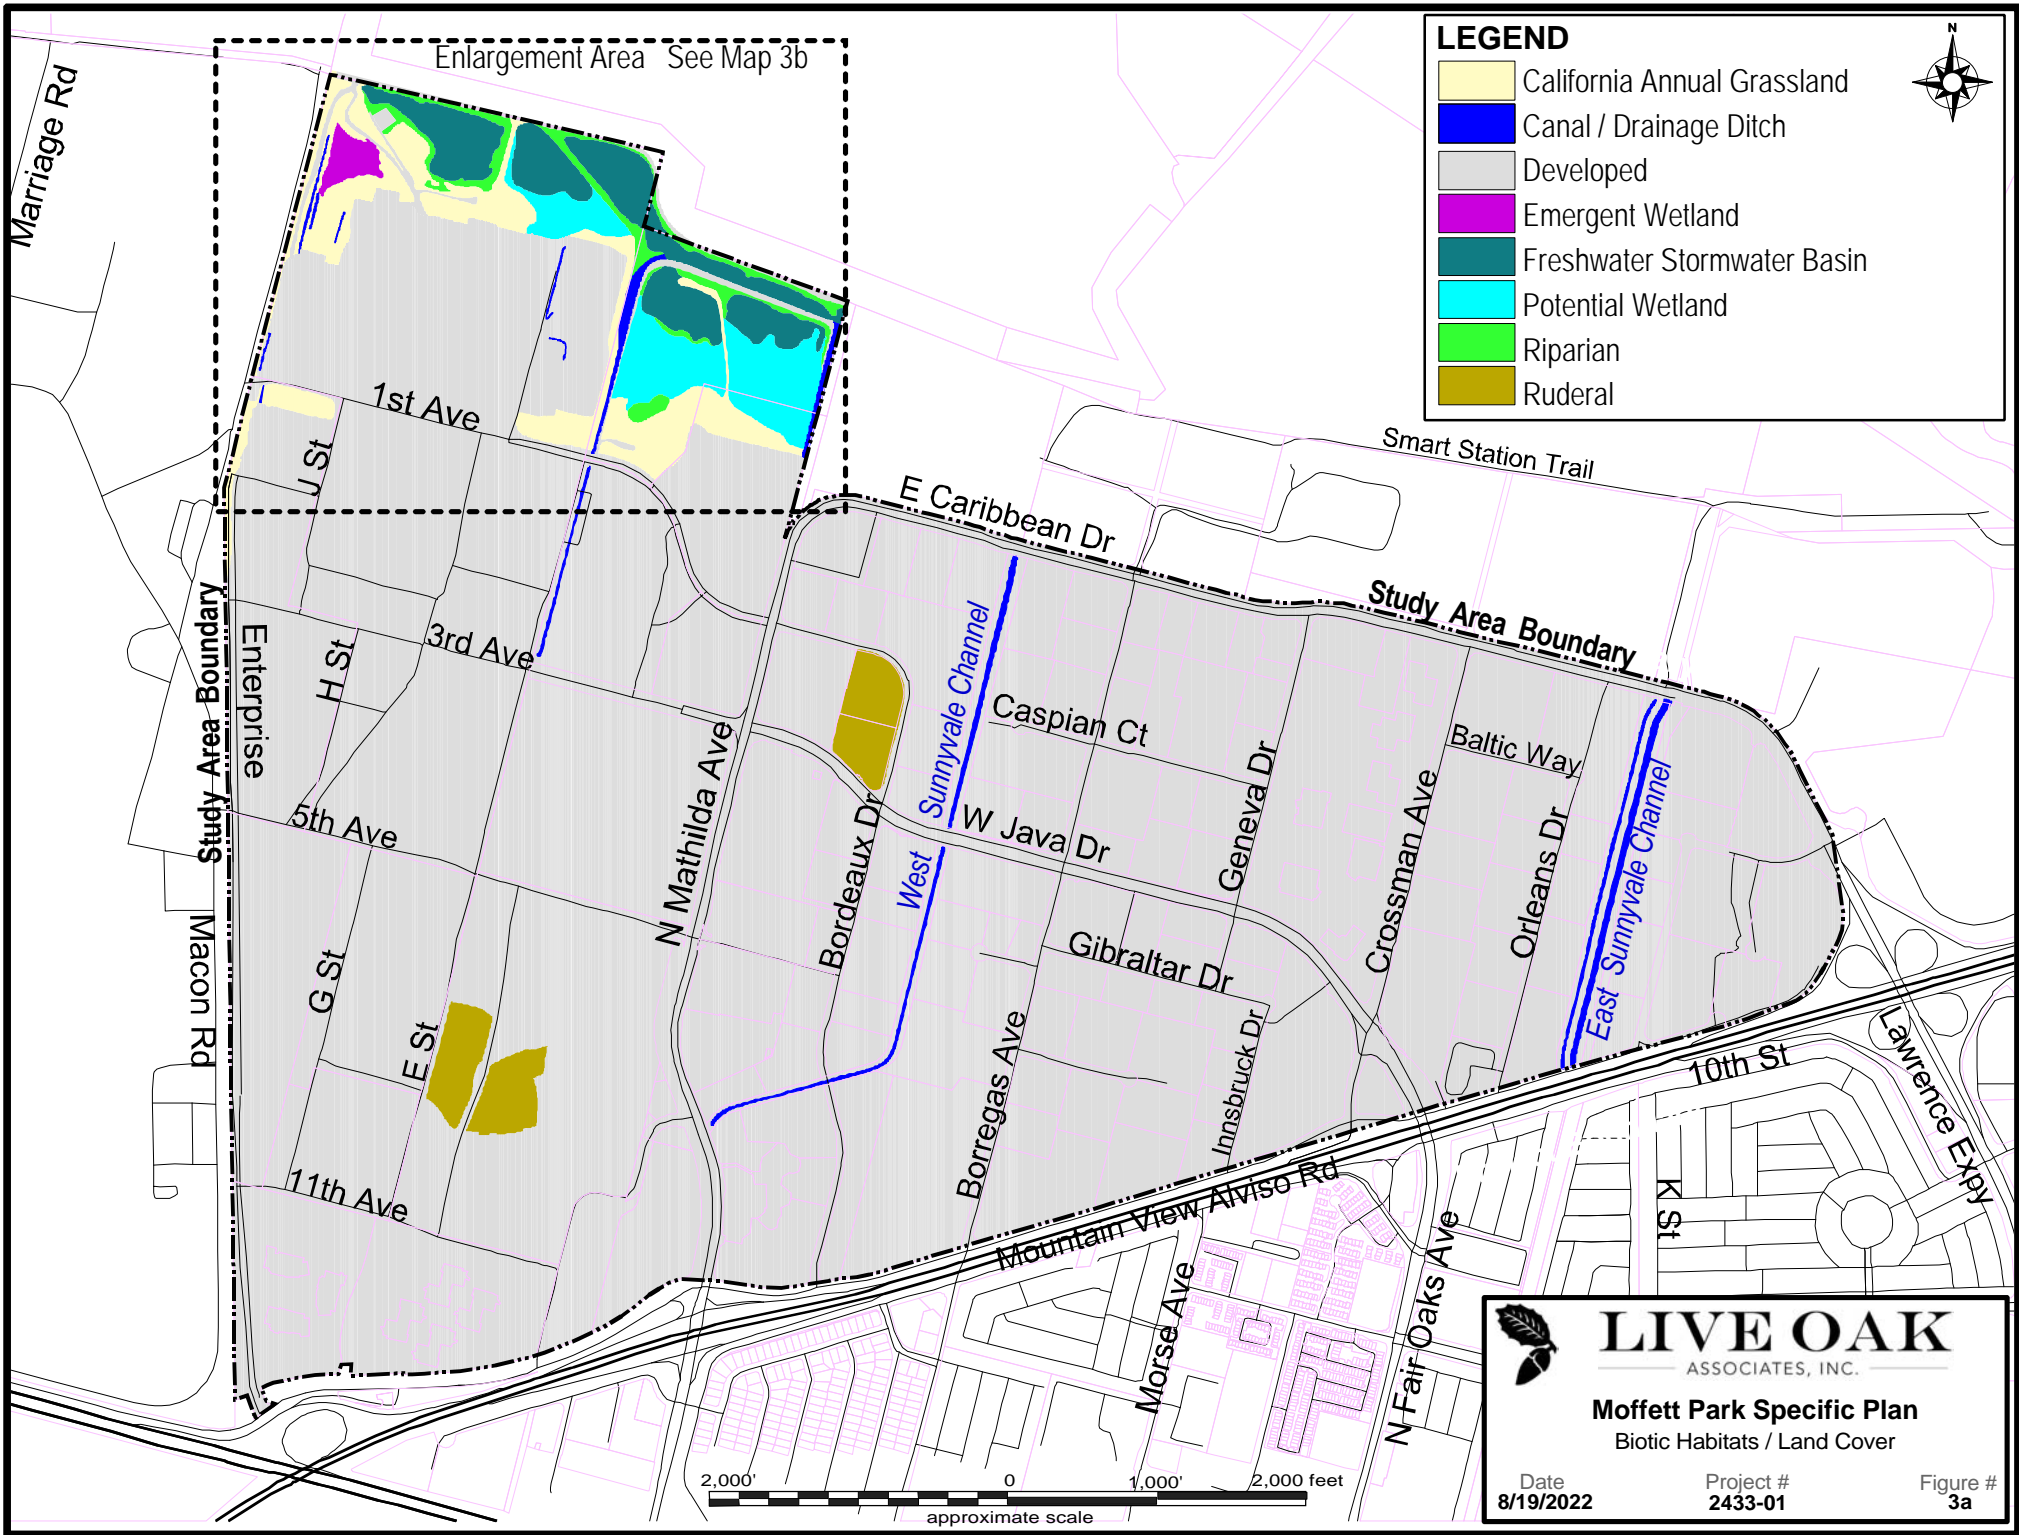 Enlargement Area See Map 3b
LEGEND
N
California Annual Grassland
Canal / Drainage Ditch
Developed
Emergent Wetland
Freshwater Stormwater Basin
Potential Wetland
Riparian
Ruderal
Marriage Rd
1st Ave
J St
Smart Station Trail
E Caribbean Dr
Study Area Boundary
Study Area Boundary
Enterprise
H St
3rd Ave
Sunnyvale Channel
Caspian Ct
Baltic Way
N Mathilda Ave
Geneva Dr
Crossman Ave
5th Ave
Bordeaux Dr
W Java Dr
West
Orleans Dr
East Sunnyvale Channel
Macon Rd
G St
E St
Gibraltar Dr
Borregas Ave
Innsbruck Dr
10th St
Lawrence Expy
11th Ave
Mountain View Alviso Rd
K St
Morse Ave
N Fair Oaks Ave
2,000'
0
1,000'
2,000 feet
approximate scale
LIVE OAK
ASSOCIATES, INC.
Moffett Park Specific Plan
Biotic Habitats / Land Cover
Date
8/19/2022
Project #
2433-01
Figure #
3a